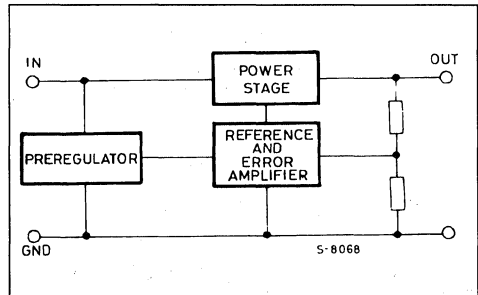 IN
OUT
POWER
STAGE
PREREGULATOR
REFERENCE
AND
ERROR
AMPLIFIER
GND
S-8068